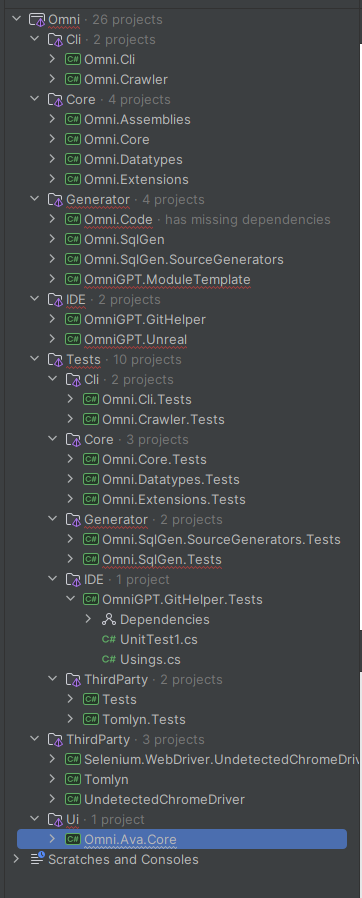 Omni · 26 projects
Cli · 2 projects
C# Omni.Cli
C# Omni.Crawler
Core · 4 projects
C# Omni.Assemblies
C# Omni.Core
C# Omni.Datatypes
C# Omni.Extensions
Generator · 4 projects
C# Omni.Code · has missing dependencies
C# Omni.SqlGen
C# Omni.SqlGen.SourceGenerators
C# OmniGPT.ModuleTemplate
IDE · 2 projects
C# OmniGPT.GitHelper
C# OmniGPT.Unreal
Tests · 10 projects
Cli · 2 projects
C# Omni.Cli.Tests
C# Omni.Crawler.Tests
Core · 3 projects
C# Omni.Core.Tests
C# Omni.Datatypes.Tests
C# Omni.Extensions.Tests
Generator · 2 projects
C# Omni.SqlGen.SourceGenerators.Tests
C# Omni.SqlGen.Tests
IDE · 1 project
C# OmniGPT.GitHelper.Tests
Dependencies
C# UnitTest1.cs
C# Usings.cs
ThirdParty · 2 projects
C# Tests
C# Tomlyn.Tests
ThirdParty · 3 projects
C# Selenium.WebDriver.UndetectedChromeDriv
C# Tomlyn
C# UndetectedChromeDriver
Ui · 1 project
C# Omni.Ava.Core
Scratches and Consoles